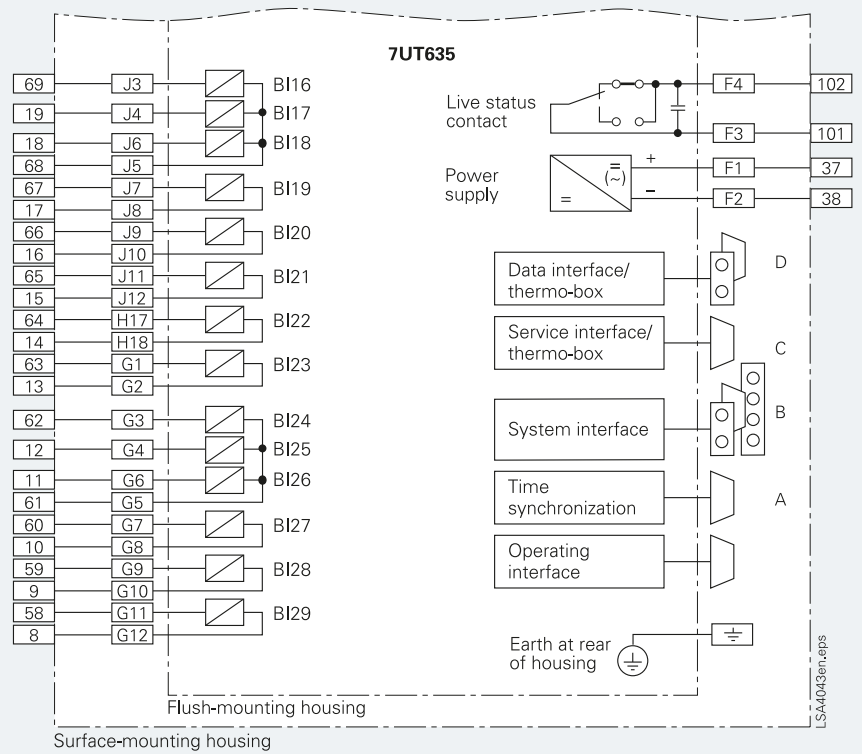 7UT635
69 J3 BI16
19 J4 BI17
18 J6 BI18
68 J5
67 J7 BI19
17 J8
66 J9 BI20
16 J10
65 J11 BI21
15 J12
64 H17 BI22
14 H18
63 G1 BI23
13 G2
62 G3 BI24
12 G4 BI25
11 G6 BI26
61 G5
60 G7 BI27
10 G8
59 G9 BI28
9 G10
58 G11 BI29
8 G12
Live status
contact
F4 102
F3 101
Power
supply
= (~) =
+ F1 37
– F2 38
Data interface/
thermo-box
D
Service interface/
thermo-box
C
System interface
B
Time
synchronization
A
Operating
interface
Earth at rear
of housing
Flush-mounting housing
Surface-mounting housing
LSA4043en.eps